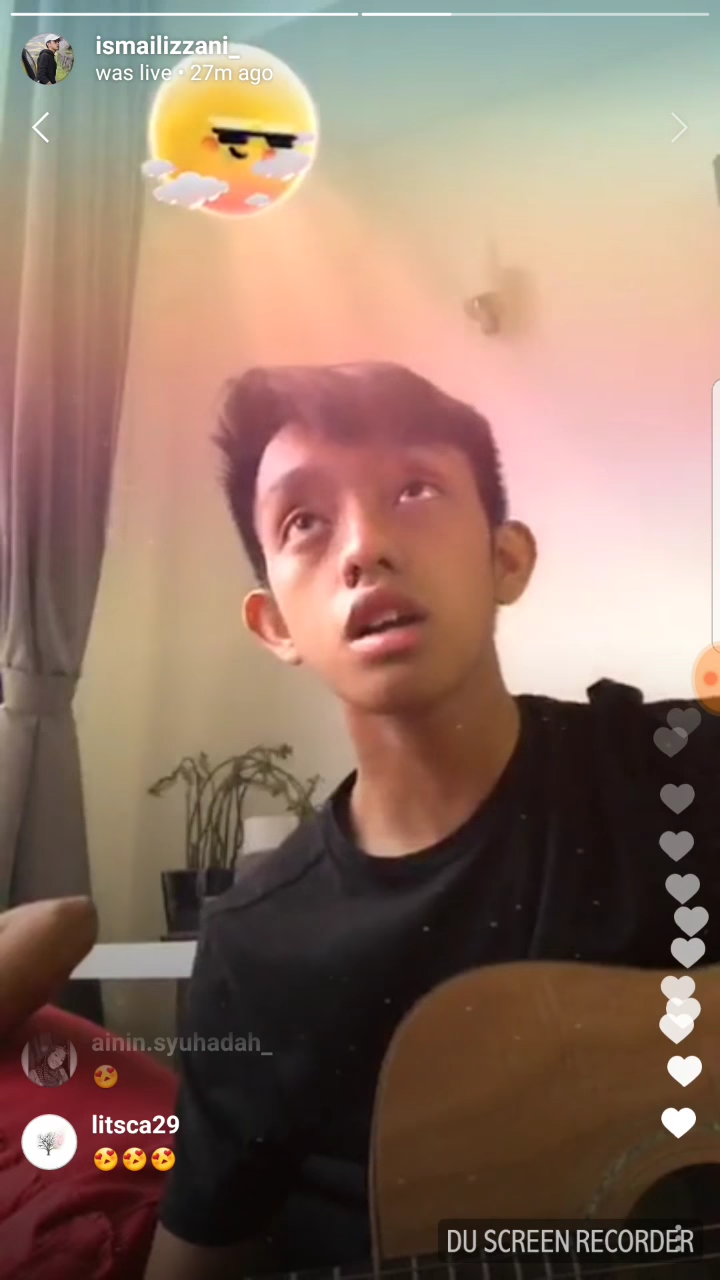 ismailizzani_
was live • 27m ago
ainin.syuhadah_
litsca29
DU SCREEN RECORDER